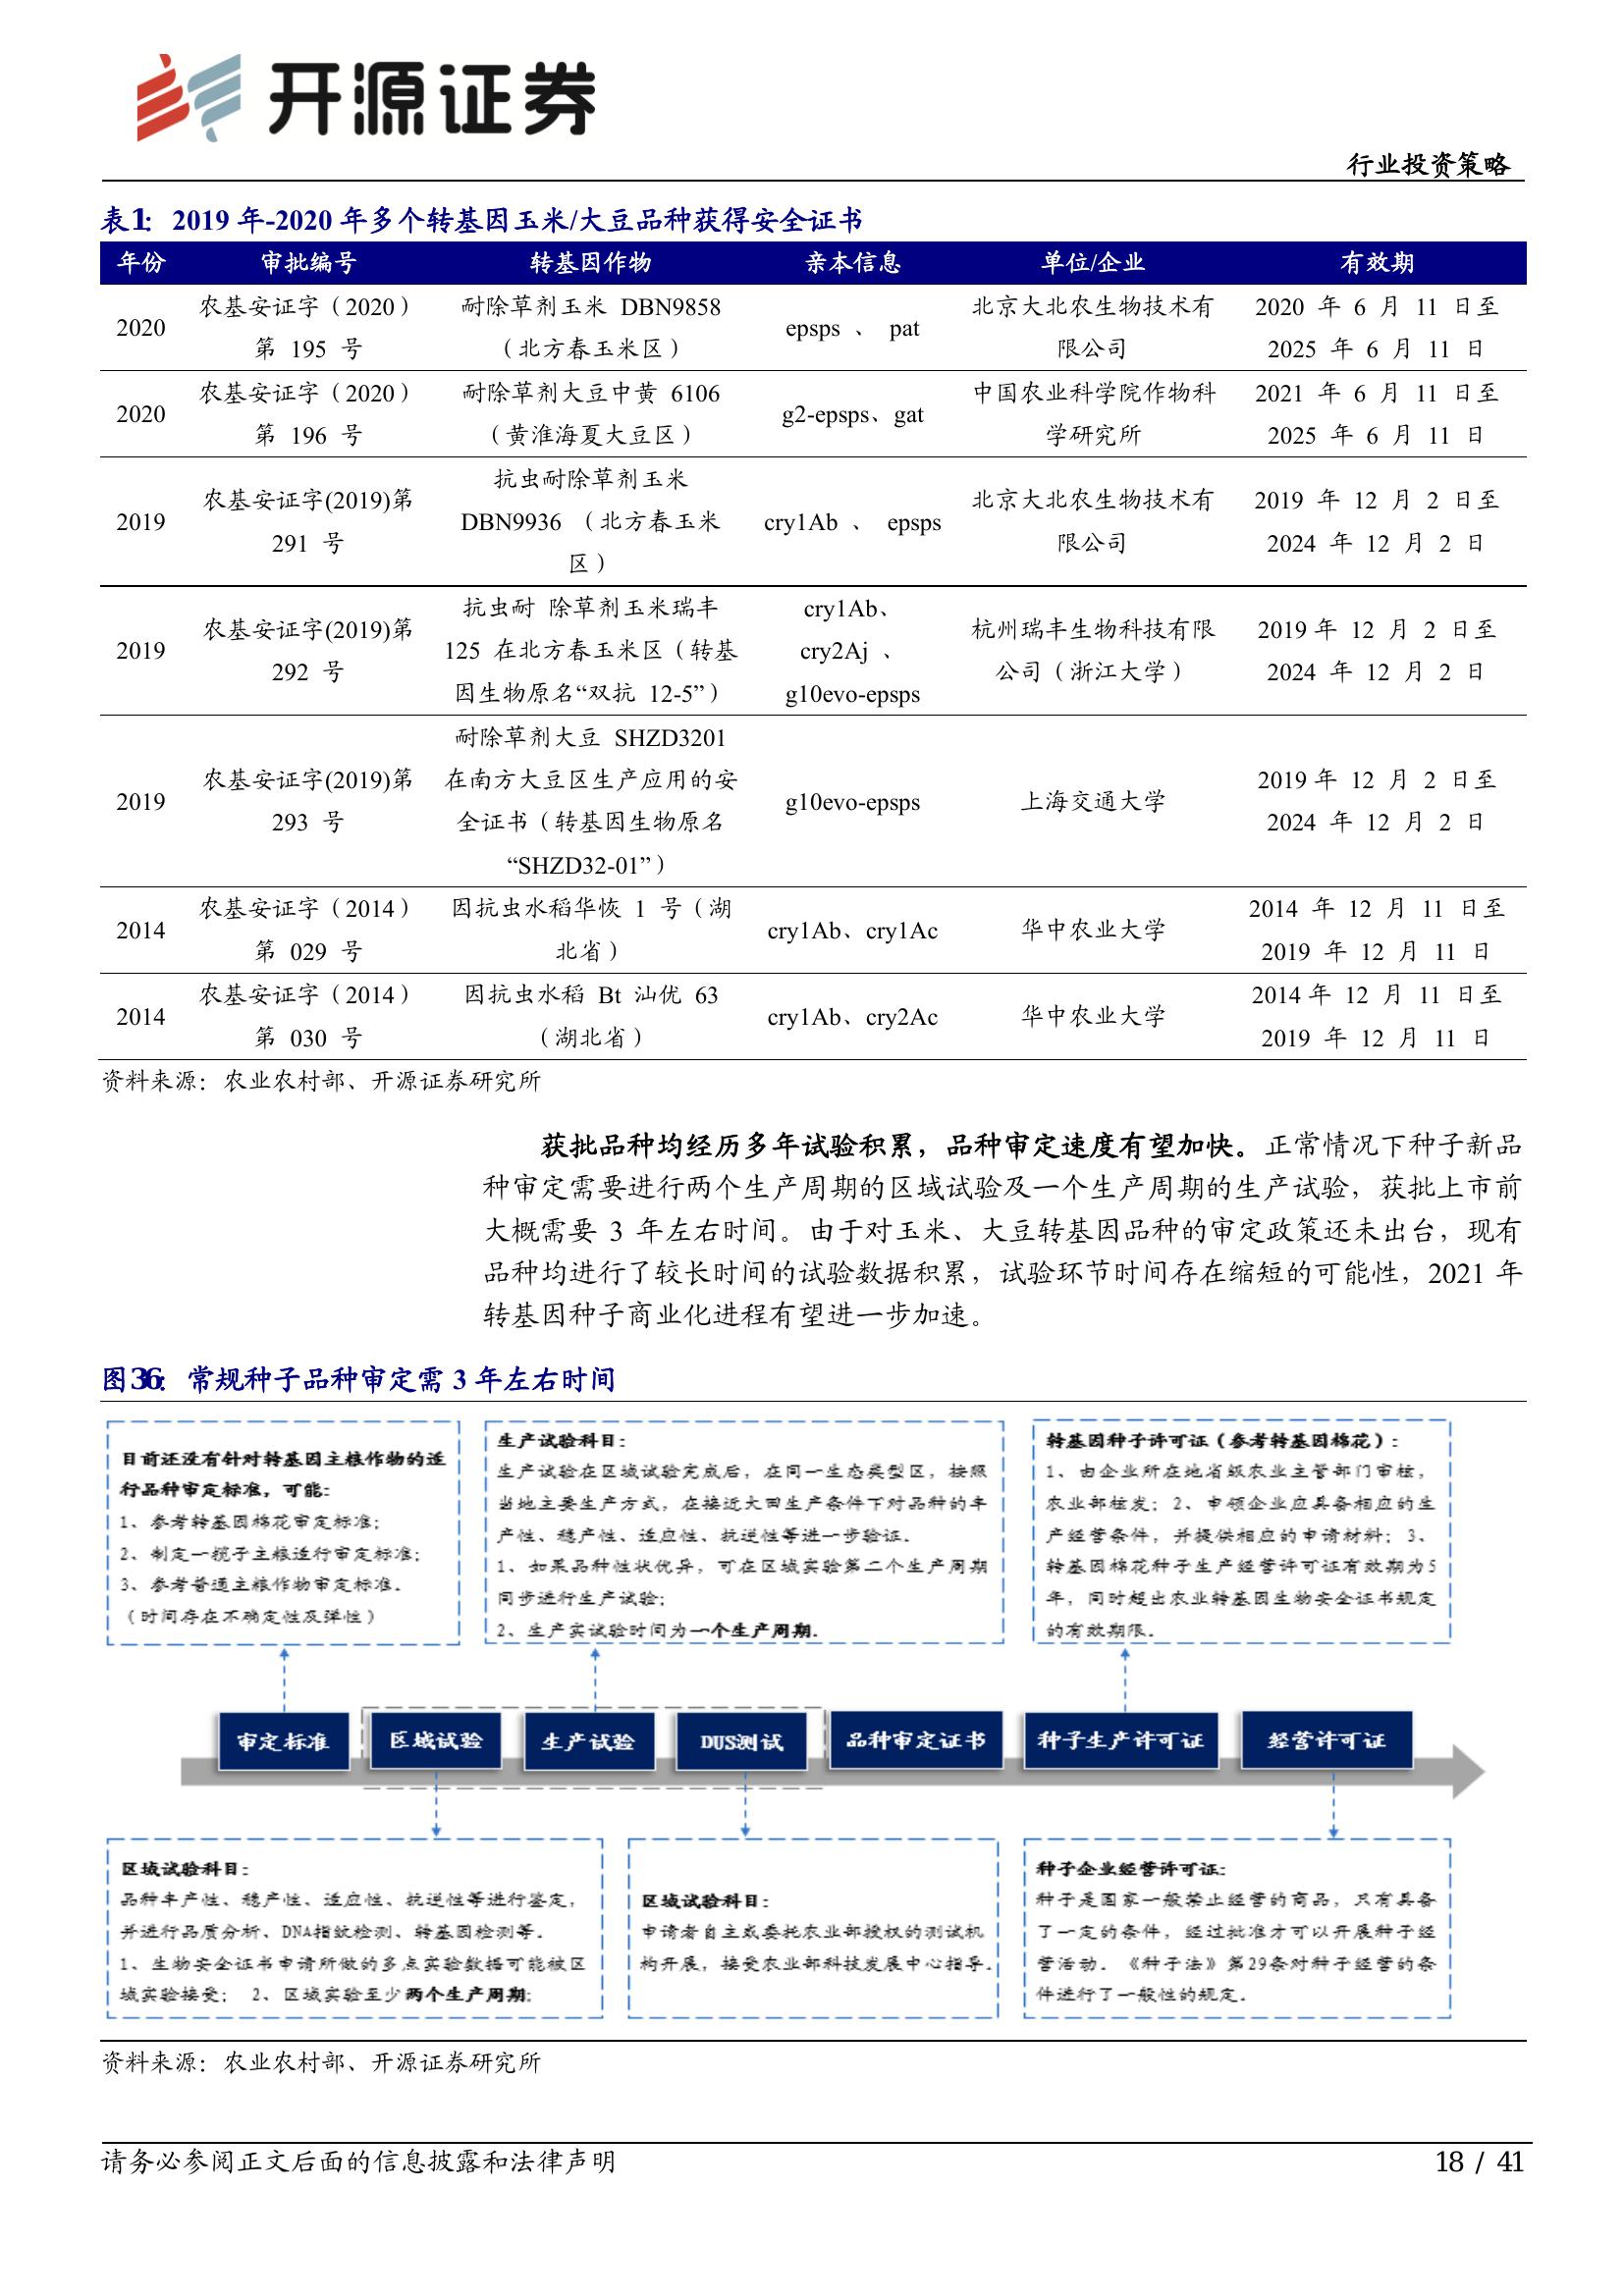 开源证券
行业投资策略
表1： 2019 年-2020 年多个转基因玉米/大豆品种获得安全证书
年份 审批编号 转基因作物 亲本信息 单位/企业 有效期
2020
农基安证字（2020）
第 195 号
耐除草剂玉米 DBN9858
（北方春玉米区）
epsps 、 pat
北京大北农生物技术有
限公司
2020 年 6 月 11 日至
2025 年 6 月 11 日
2020
农基安证字（2020）
第 196 号
耐除草剂大豆中黄 6106
（黄淮海夏大豆区）
g2-epsps、gat
中国农业科学院作物科
学研究所
2021 年 6 月 11 日至
2025 年 6 月 11 日
2019
农基安证字(2019)第
291 号
抗虫耐除草剂玉米
DBN9936 （北方春玉米
区）
cry1Ab 、 epsps
北京大北农生物技术有
限公司
2019 年 12 月 2 日至
2024 年 12 月 2 日
2019
农基安证字(2019)第
292 号
抗虫耐 除草剂玉米瑞丰
125 在北方春玉米区（转基
因生物原名“双抗 12-5”）
cry1Ab、
cry2Aj 、
g10evo-epsps
杭州瑞丰生物科技有限
公司（浙江大学）
2019 年 12 月 2 日至
2024 年 12 月 2 日
2019
农基安证字(2019)第
293 号
耐除草剂大豆 SHZD3201
在南方大豆区生产应用的安
全证书（转基因生物原名
“SHZD32-01”）
g10evo-epsps
上海交通大学
2019 年 12 月 2 日至
2024 年 12 月 2 日
2014
农基安证字（2014）
第 029 号
因抗虫水稻华恢 1 号（湖
北省）
cry1Ab、cry1Ac
华中农业大学
2014 年 12 月 11 日至
2019 年 12 月 11 日
2014
农基安证字（2014）
第 030 号
因抗虫水稻 Bt 汕优 63
（湖北省）
cry1Ab、cry2Ac
华中农业大学
2014 年 12 月 11 日至
2019 年 12 月 11 日
资料来源：农业农村部、开源证券研究所
获批品种均经历多年试验积累，品种审定速度有望加快。正常情况下种子新品
种审定需要进行两个生产周期的区域试验及一个生产周期的生产试验，获批上市前
大概需要 3 年左右时间。由于对玉米、大豆转基因品种的审定政策还未出台，现有
品种均进行了较长时间的试验数据积累，试验环节时间存在缩短的可能性，2021 年
转基因种子商业化进程有望进一步加速。
图36： 常规种子品种审定需 3 年左右时间
目前还没有针对转基因主粮作物的进
行品种审定标准，可能：
1、参考转基因棉花审定标准；
2、制定一揽子主粮进行审定标准；
3、参考普通主粮作物审定标准。
（时间存在不确定性及弹性）
生产试验科目：
生产试验在区域试验完成后，在同一生态类型区，按照
当地主要生产方式，在接近大田生产条件下对品种的丰
产性、稳产性、适应性、抗逆性等进一步验证。
1、如果品种性状优异，可在区域实验第二个生产周期
同步进行生产试验；
2、生产实试验时间为一个生产周期。
转基因种子许可证（参考转基因棉花）：
1、由企业所在地省级农业主管部门审核，
农业部核发；2、申领企业应具备相应的生
产经营条件，并提供相应的申请材料；3、
转基因棉花种子生产经营许可证有效期为5
年，同时超出农业转基因生物安全证书规定
的有效期限。
审定标准 区域试验 生产试验 DUS测试 品种审定证书 种子生产许可证 经营许可证
区域试验科目：
品种丰产性、稳产性、适应性、抗逆性等进行鉴定，
并进行品质分析、DNA指纹检测、转基因检测等。
1、生物安全证书申请所做的多点实验数据可能被区
域实验接受； 2、区域实验至少两个生产周期；
区域试验科目：
申请者自主或委托农业部授权的测试机
构开展，接受农业部科技发展中心指导。
种子企业经营许可证：
种子是国家一般禁止经营的商品，只有具备
了一定的条件，经过批准才可以开展种子经
营活动。《种子法》第29条对种子经营的条
件进行了一般性的规定。
资料来源：农业农村部、开源证券研究所
请务必参阅正文后面的信息披露和法律声明
18 / 41